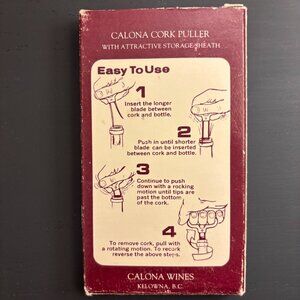 CALONA CORK PULLER
WITH ATTRACTIVE STORAGE SHEATH
Easy To Use
1
Insert the longer
blade between
cork and bottle.
2
Push in until shorter
blade can be inserted
between cork and bottle.
3
Continue to push
down with a rocking
motion until tips are
past the bottom
of the cork.
4
To remove cork, pull with
a rotating motion. To recork
reverse the above steps.
CALONA WINES
KELOWNA, B.C.